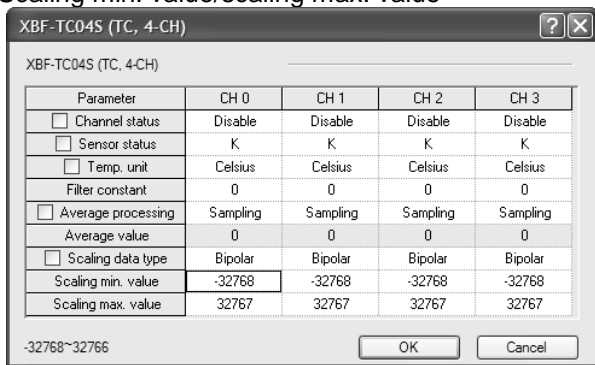 Scaling min. value/scaling max. value
XBF-TC04S (TC, 4-CH)
XBF-TC04S (TC, 4-CH)
Parameter CH 0 CH 1 CH 2 CH 3
Channel status Disable Disable Disable Disable
Sensor status K K K K
Temp. unit Celsius Celsius Celsius Celsius
Filter constant 0 0 0 0
Average processing Sampling Sampling Sampling Sampling
Average value 0 0 0 0
Scaling data type Bipolar Bipolar Bipolar Bipolar
Scaling min. value -32768 -32768 -32768 -32768
Scaling max. value 32767 32767 32767 32767
-32768~32766 OK Cancel